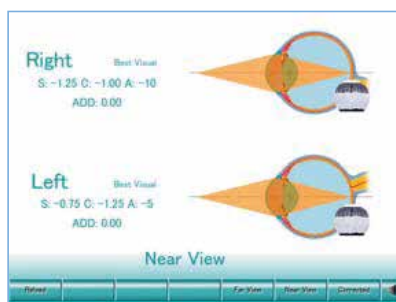 Right Best Visual
S: -1.25 C: -1.00 A: -10
ADD: 0.00
Left Best Visual
S: -0.75 C: -1.25 A: -5
ADD: 0.00
Near View
Reload Far View Near View Corrected